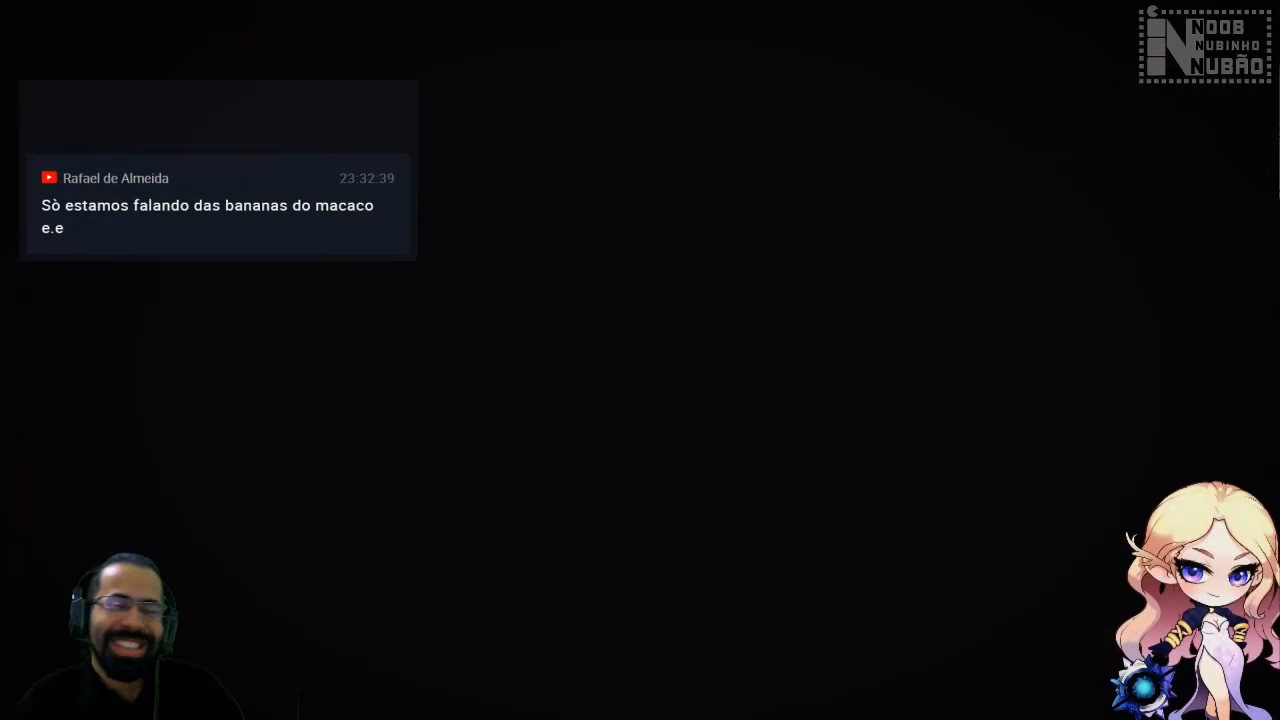 NOOB
NUBINHO
NUBÃO
Rafael de Almeida 23:32:39
Sò estamos falando das bananas do macaco
e.e